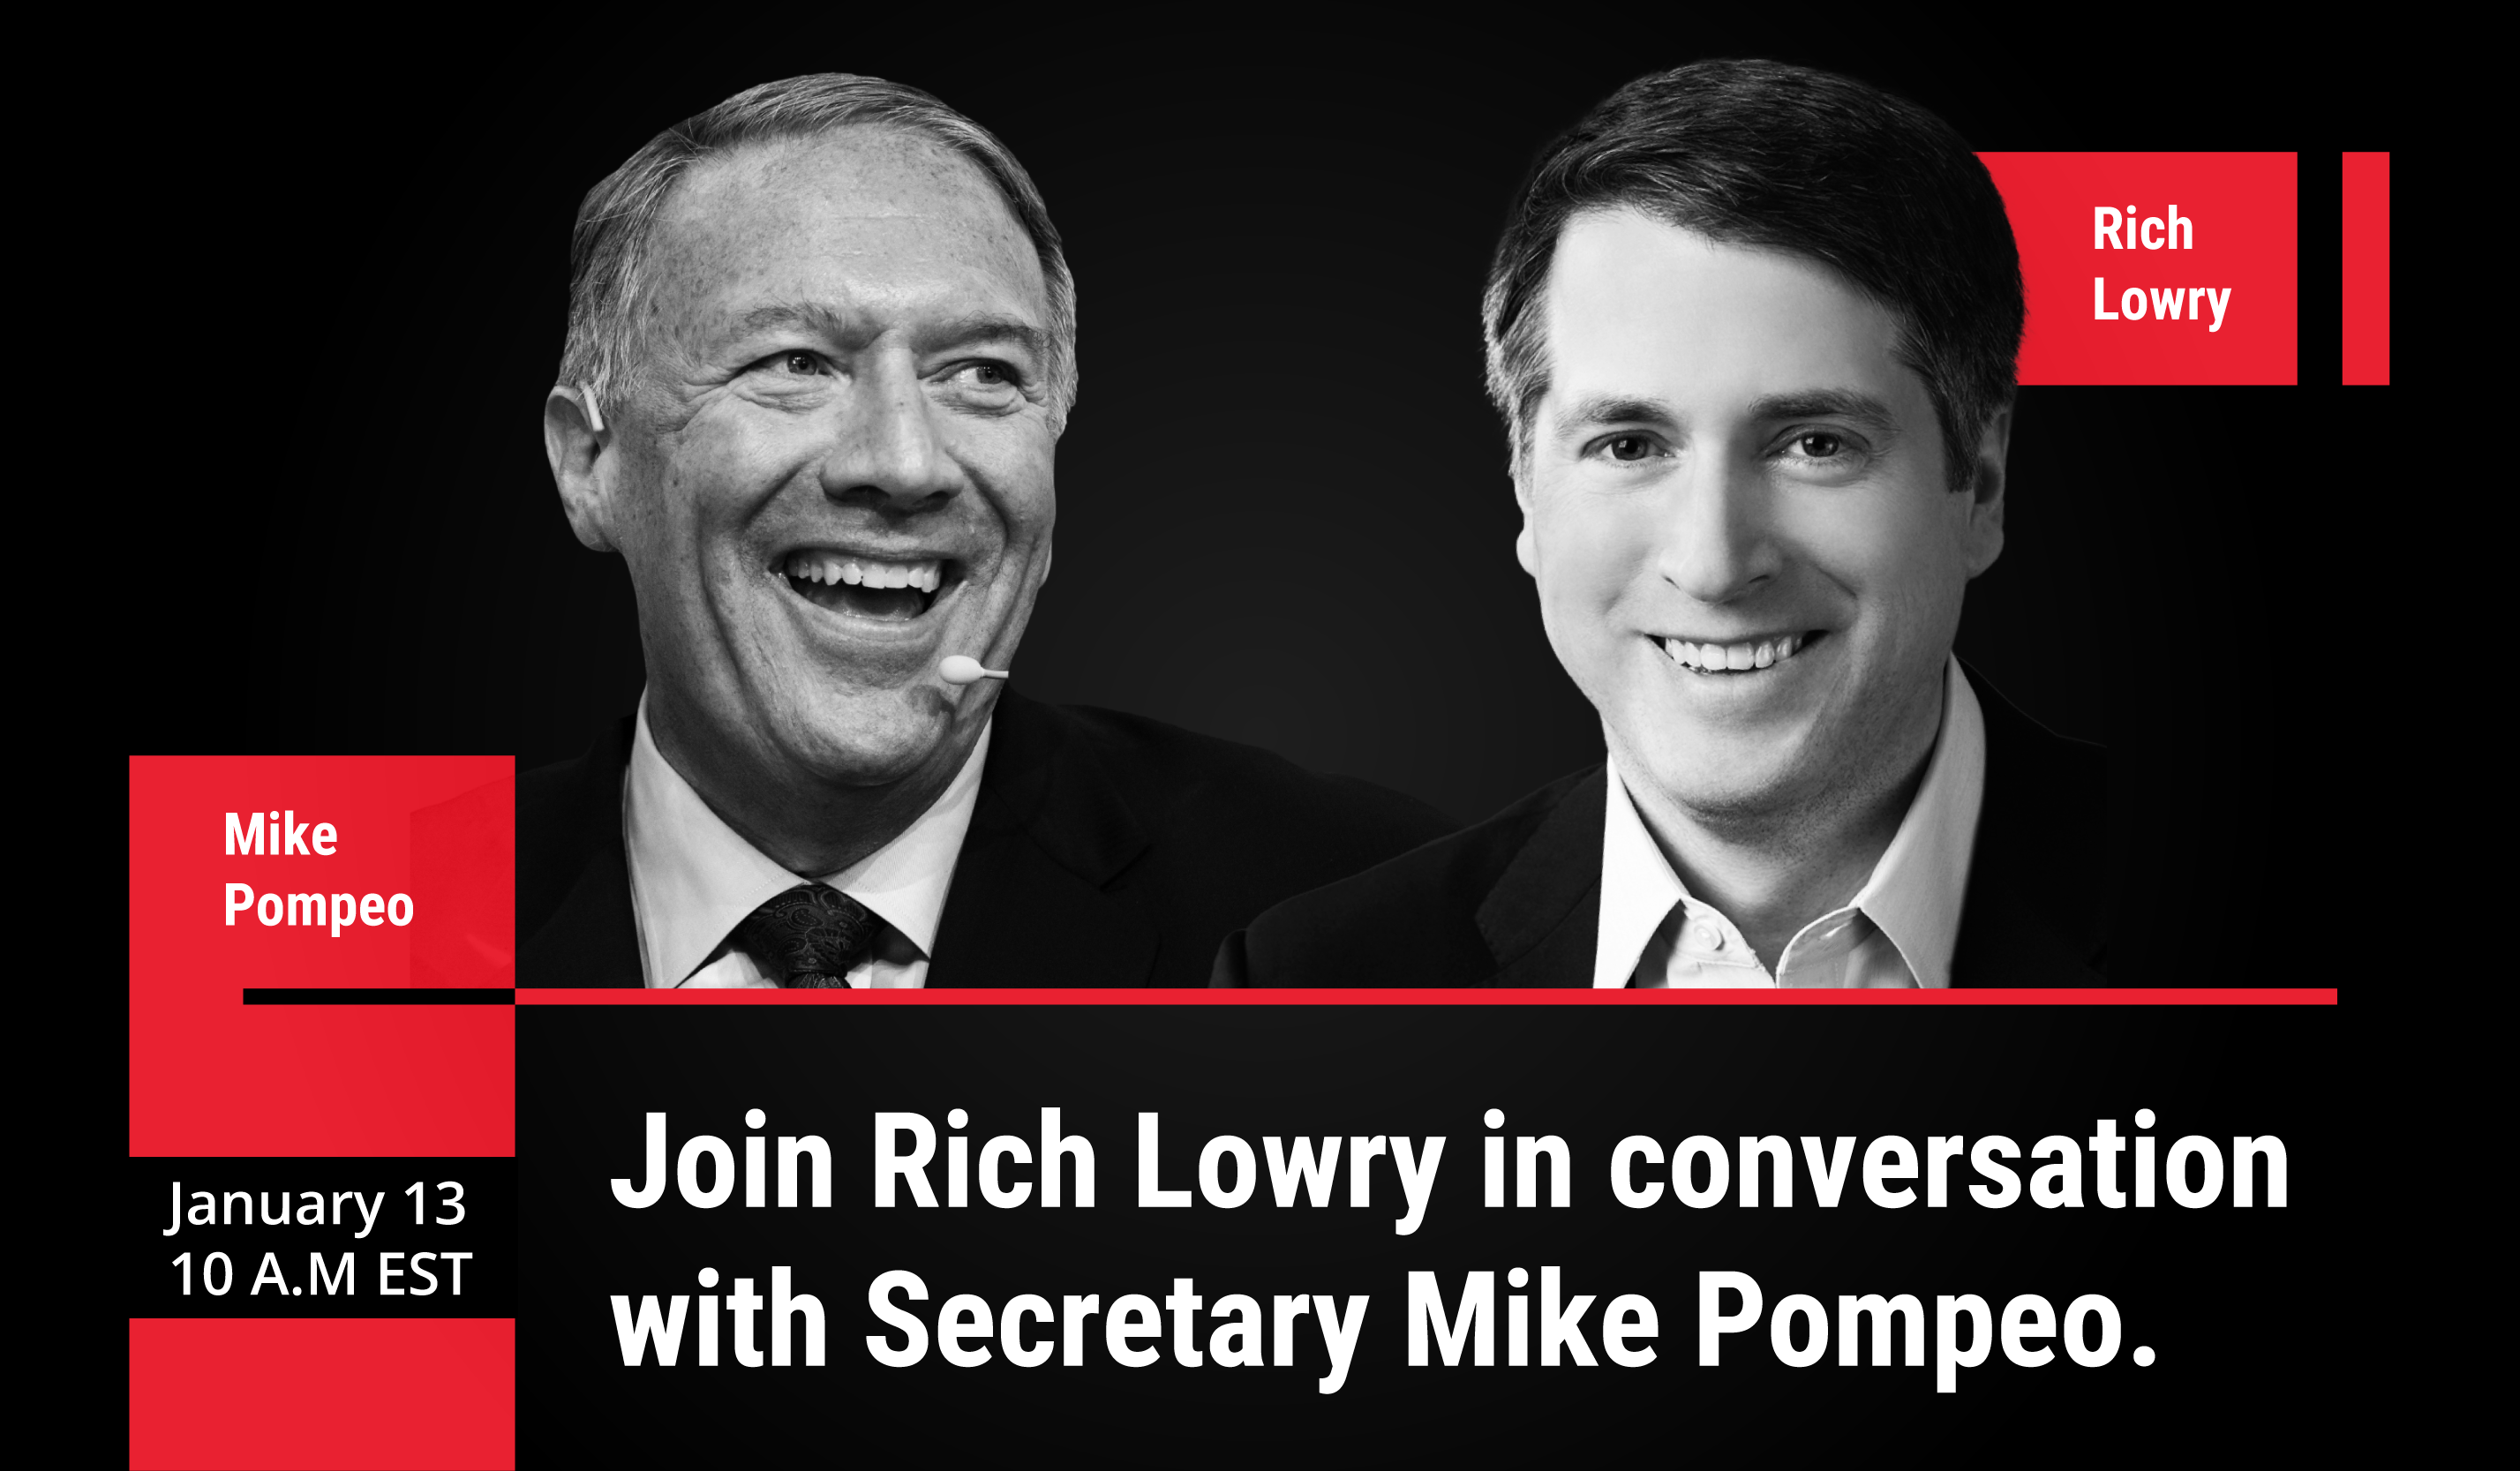 Rich
Lowry
Mike
Pompeo
January 13
10 A.M EST
Join Rich Lowry in conversation
with Secretary Mike Pompeo.